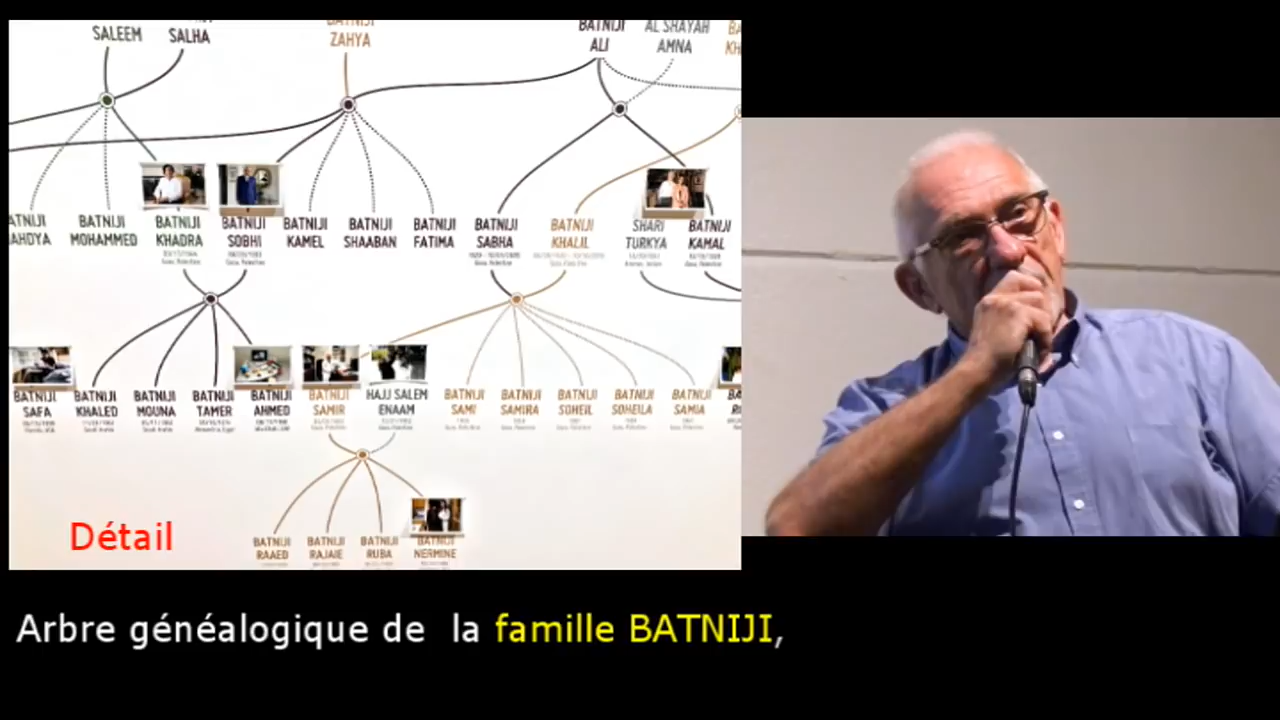 SALEEM
SALHA
BATNIJI
ZAHYA
BATNIJI
ALI
AL SHAYAH
AMNA
BATNIJI
MOHAMMED
BATNIJI
KHADRA
BATNIJI
SOBHI
BATNIJI
KAMEL
BATNIJI
SHAABAN
BATNIJI
FATIMA
BATNIJI
SABHA
BATNIJI
KHALIL
SHARI
TURKYA
BATNIJI
KAMAL
BATNIJI
SAFA
BATNIJI
KHALED
BATNIJI
MOUNA
BATNIJI
TAMER
BATNIJI
AHMED
BATNIJI
SAMIR
HAJJ SALEM
ENAAM
BATNIJI
SAMI
BATNIJI
SAMIRA
BATNIJI
SOHEIL
BATNIJI
SOHEILA
BATNIJI
SAMIA
BATNIJI
RAAED
BATNIJI
RAJAIE
BATNIJI
RUBA
BATNIJI
NERMINE
Détail
Arbre généalogique de la famille BATNIJI,